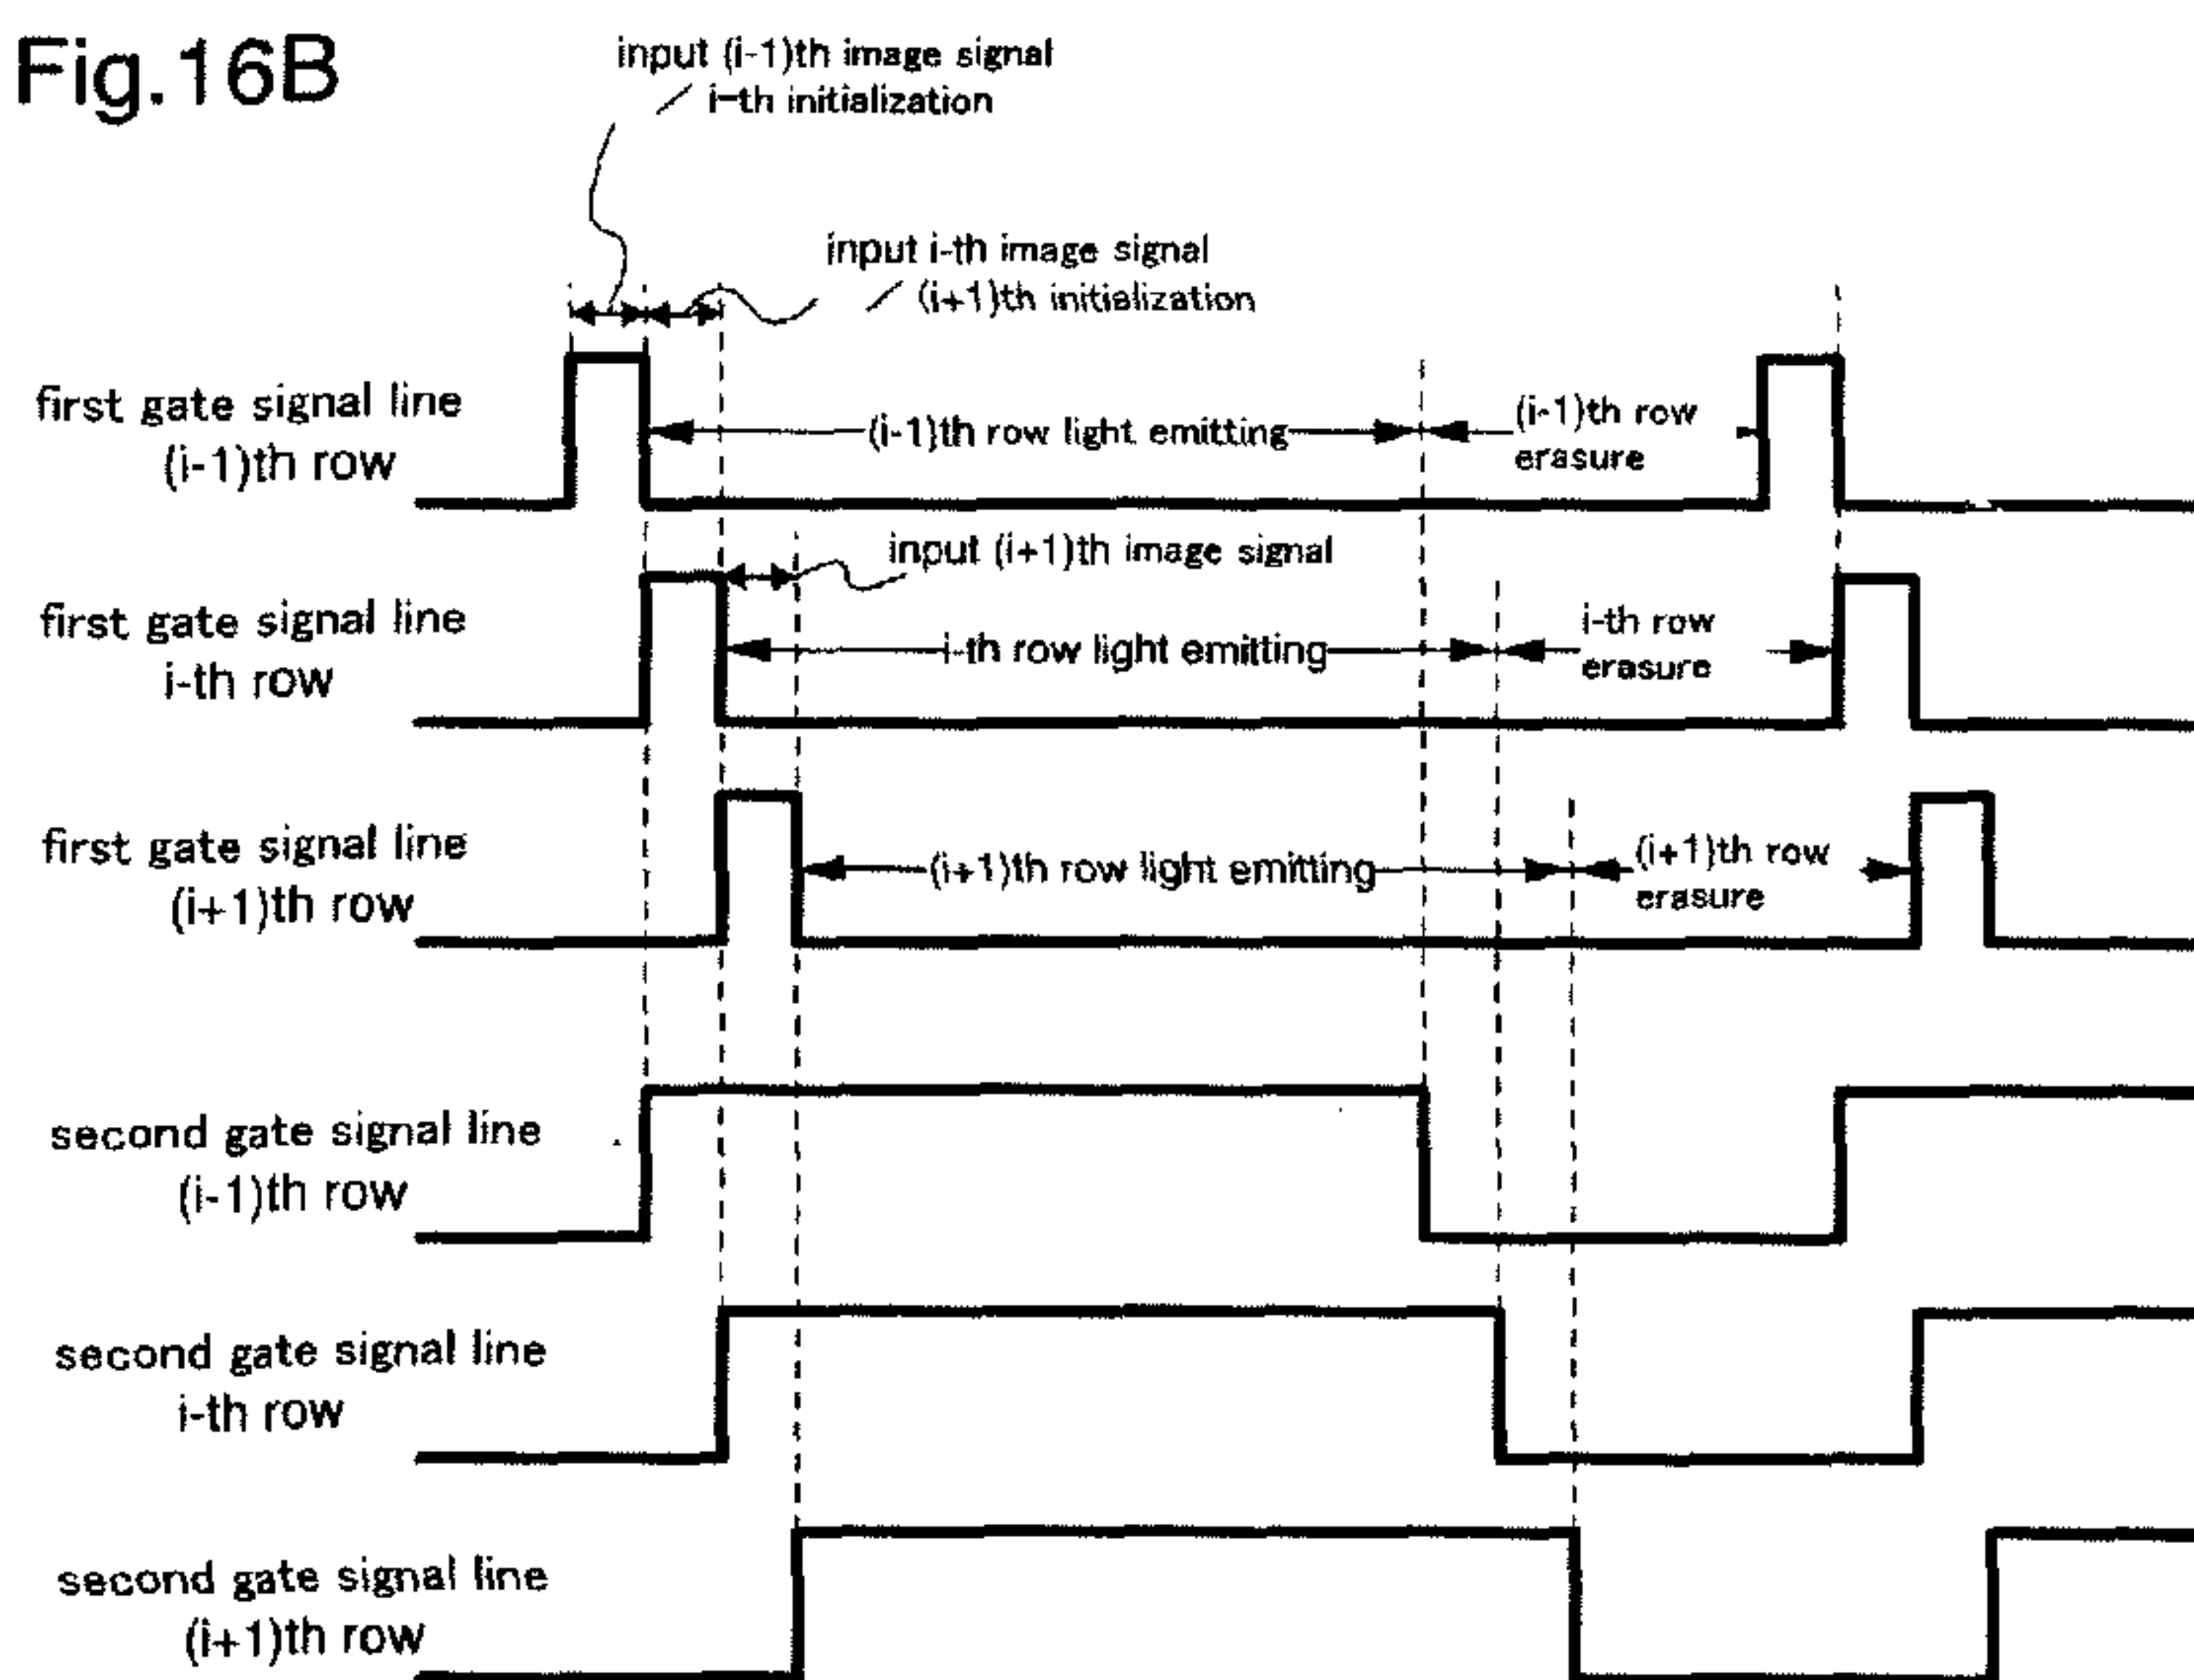 Fig.16B
input (i-1)th image signal
/ i-th initialization
input i-th image signal
/ (i+1)th initialization
first gate signal line
(i-1)th row
(i-1)th row light emitting
(i-1)th row
erasure
input (i+1)th image signal
first gate signal line
i-th row
i-th row light emitting
i-th row
erasure
first gate signal line
(i+1)th row
(i+1)th row light emitting
(i+1)th row
erasure
second gate signal line
(i-1)th row
second gate signal line
i-th row
second gate signal line
(i+1)th row